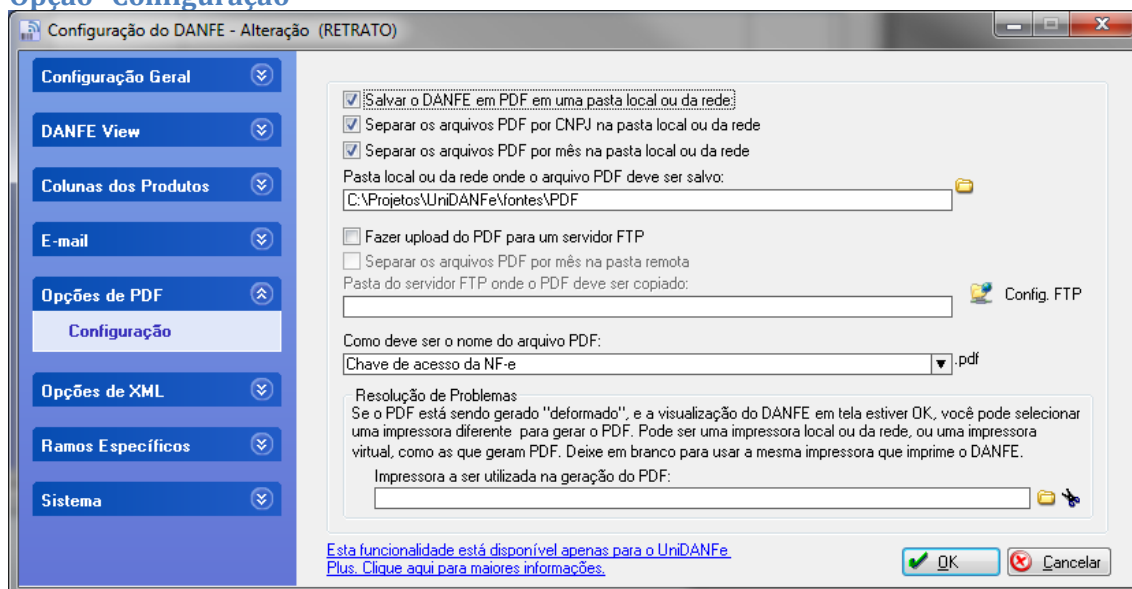 Opção "Configuração"
Configuração do DANFE - Alteração (RETRATO)
Configuração Geral
DANFE View
Colunas dos Produtos
E-mail
Opções de PDF
Configuração
Opções de XML
Ramos Específicos
Sistema
Salvar o DANFE em PDF em uma pasta local ou da rede:
Separar os arquivos PDF por CNPJ na pasta local ou da rede
Separar os arquivos PDF por mês na pasta local ou da rede
Pasta local ou da rede onde o arquivo PDF deve ser salvo:
C:\Projetos\UniDANFe\fontes\PDF
Fazer upload do PDF para um servidor FTP
Separar os arquivos PDF por mês na pasta remota
Pasta do servidor FTP onde o PDF deve ser copiado:
Config. FTP
Como deve ser o nome do arquivo PDF:
Chave de acesso da NF-e
.pdf
Resolução de Problemas
Se o PDF está sendo gerado "deformado", e a visualização do DANFE em tela estiver OK, você pode selecionar
uma impressora diferente para gerar o PDF. Pode ser uma impressora local ou da rede, ou uma impressora
virtual, como as que geram PDF. Deixe em branco para usar a mesma impressora que imprime o DANFE.
Impressora a ser utilizada na geração do PDF:
Esta funcionalidade está disponível apenas para o UniDANFe
Plus. Clique aqui para maiores informações.
OK
Cancelar